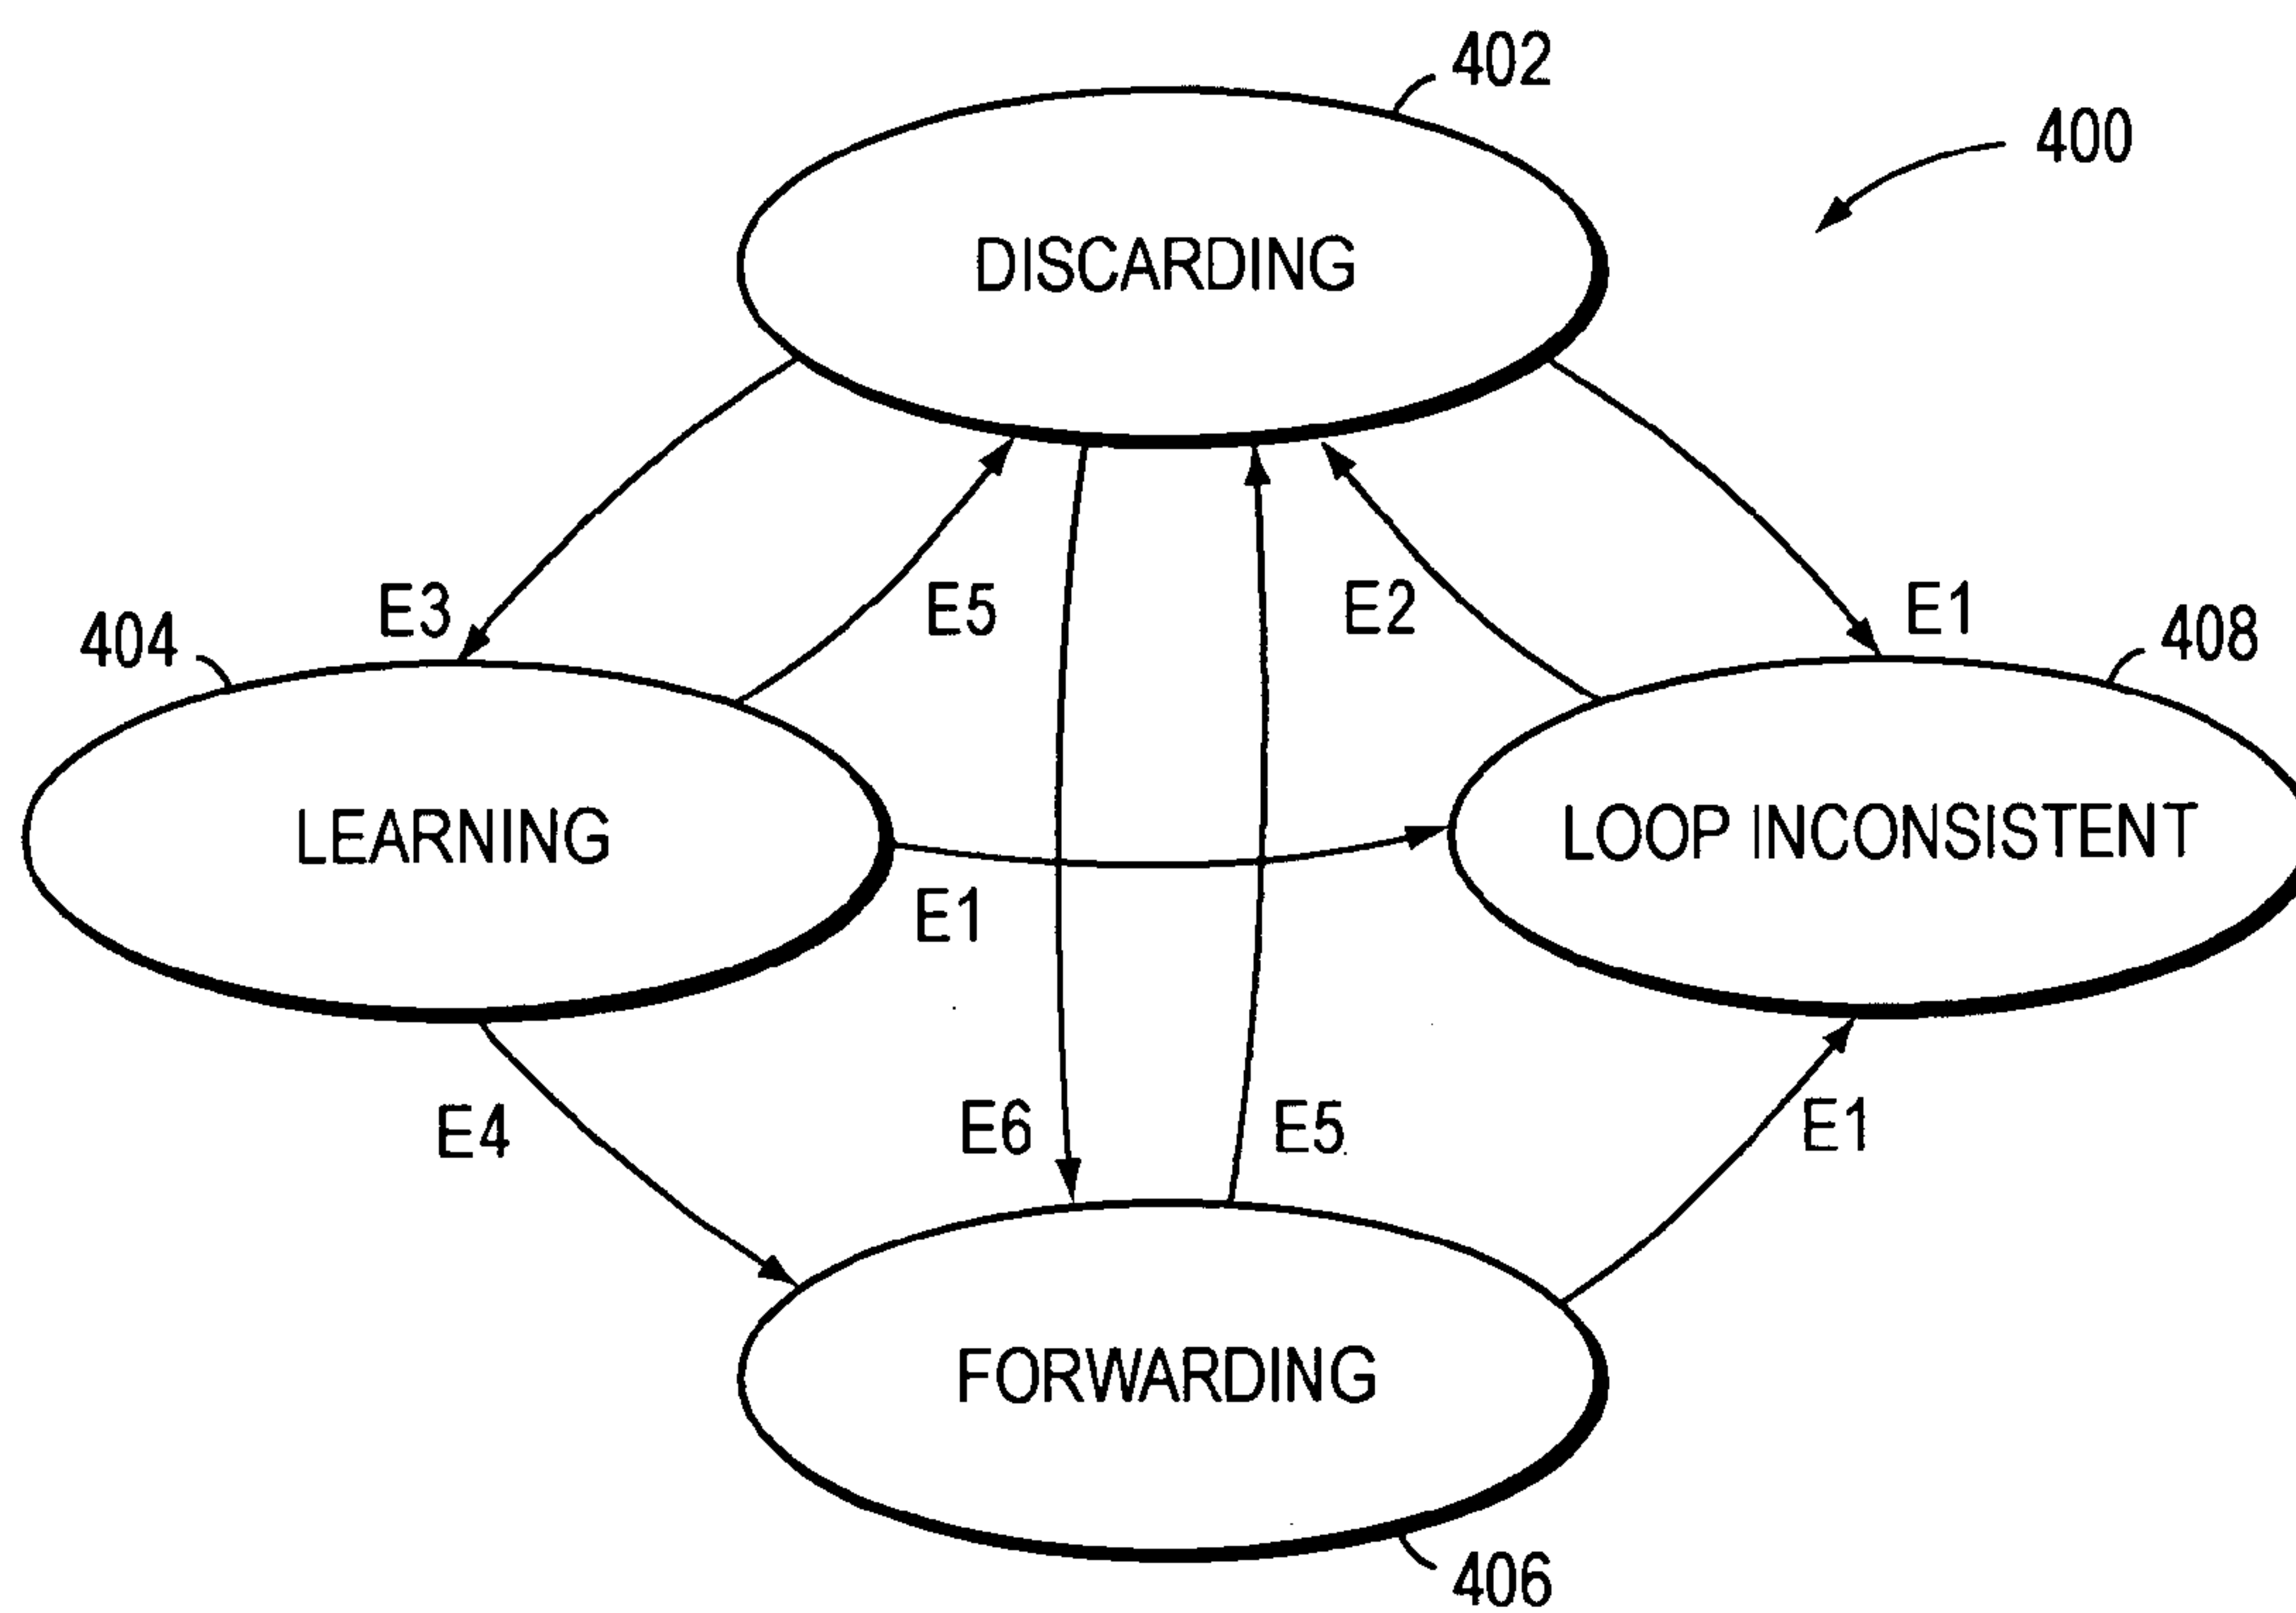 402
400
DISCARDING
E3
E5
E2
E1
404
408
LEARNING
LOOP INCONSISTENT
E1
E4
E6
E5
E1
FORWARDING
406